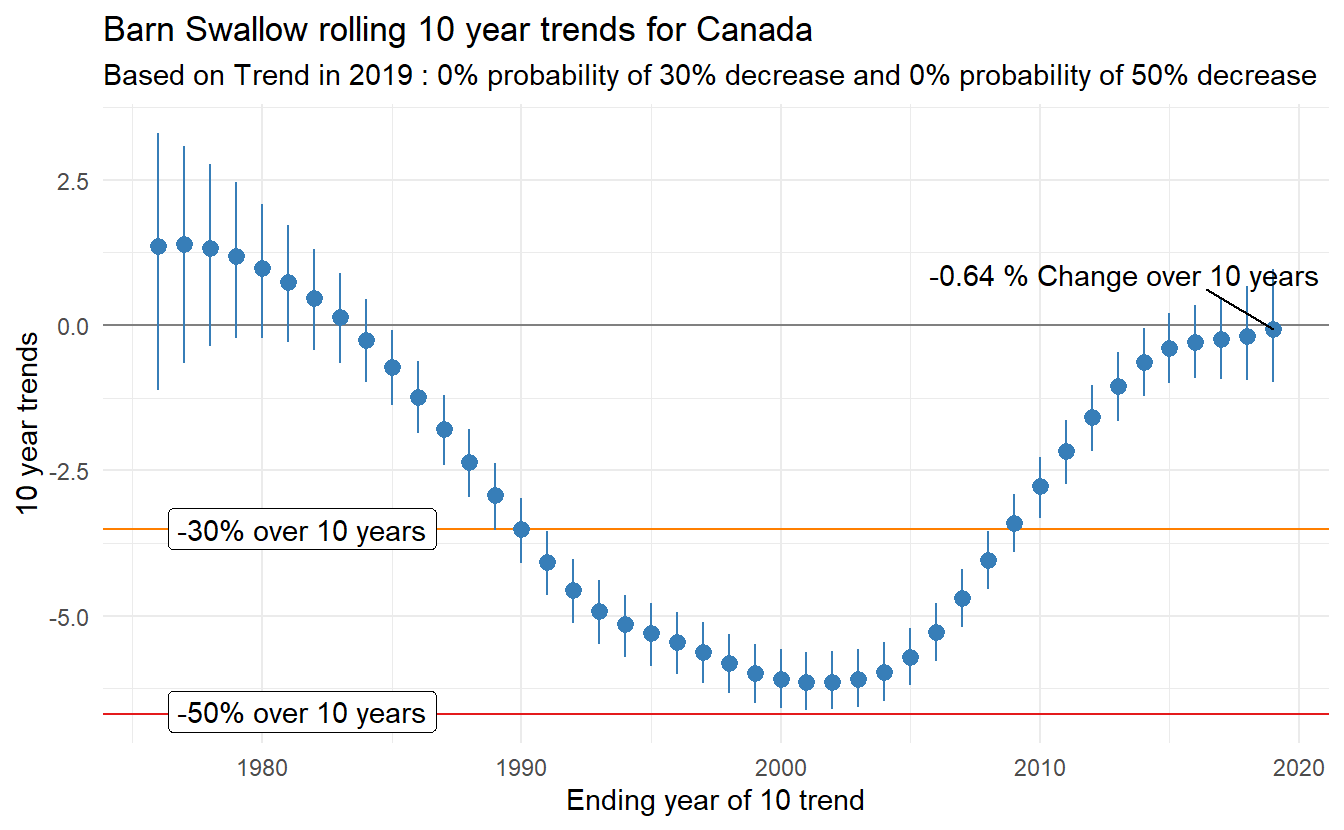 Barn Swallow rolling 10 year trends for Canada
Based on Trend in 2019 : 0% probability of 30% decrease and 0% probability of 50% decrease
10 year trends
2.5
0.0
-2.5
-5.0
-0.64 % Change over 10 years
-30% over 10 years
-50% over 10 years
1980
1990
2000
2010
2020
Ending year of 10 trend